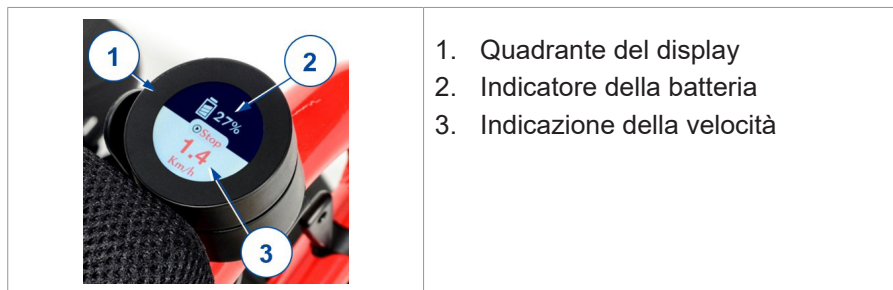 1
2
27%
Stop
1.4
Km/h
3
1. Quadrante del display
2. Indicatore della batteria
3. Indicazione della velocità